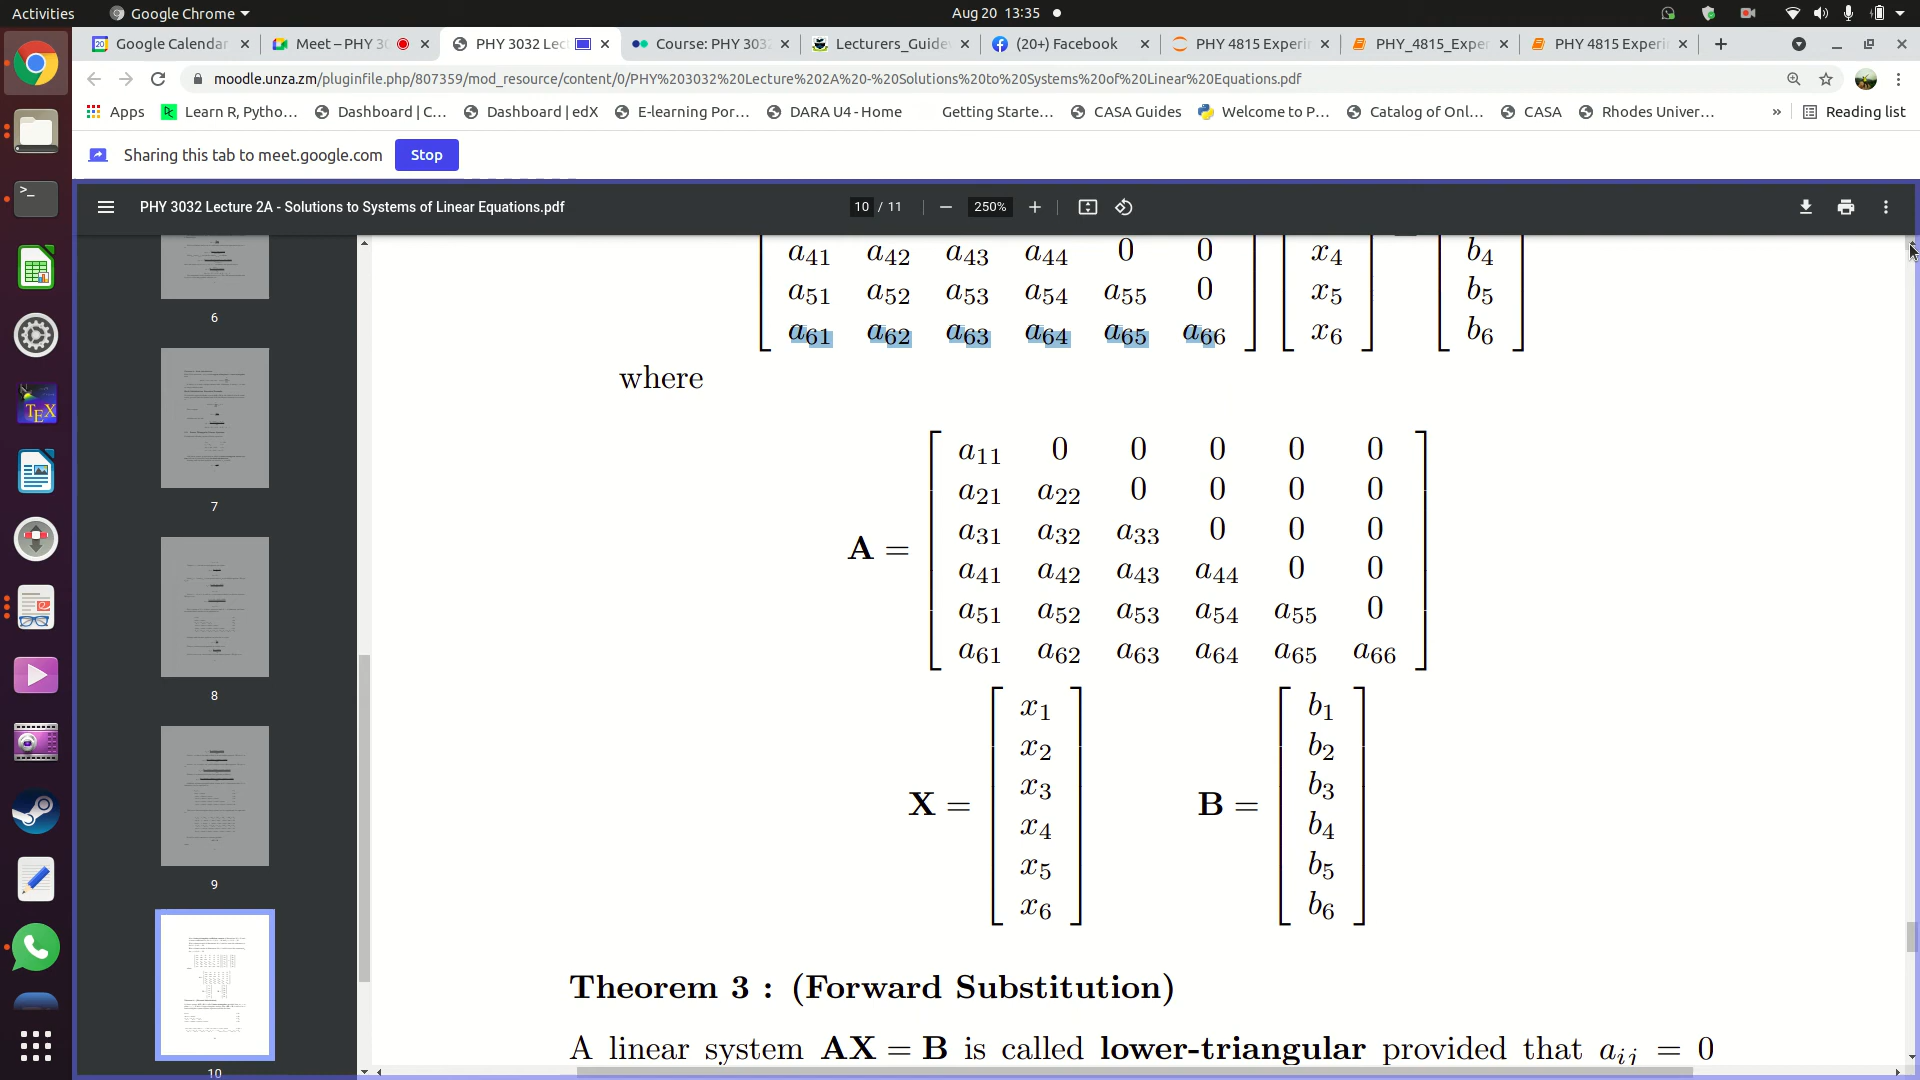 Activities Google Chrome Aug 20 13:35
Google Calendar Meet – PHY 30 PHY 3032 Lect Course: PHY 303 Lecturers_Guide (20+) Facebook PHY 4815 Experi PHY_4815_Expe PHY 4815 Experi
moodle.unza.zm/pluginfile.php/807359/mod_resource/content/0/PHY%203032%20Lecture%202A%20-%20Solutions%20to%20Systems%20of%20Linear%20Equations.pdf
Apps Learn R, Pytho... Dashboard | C... Dashboard | edX E-learning Por... DARA U4 - Home Getting Starte... CASA Guides Welcome to P... Catalog of Onl... CASA Rhodes Univer... » Reading list
Sharing this tab to meet.google.com Stop
PHY 3032 Lecture 2A - Solutions to Systems of Linear Equations.pdf 10 / 11 250%
6
7
8
9
10
a41 a42 a43 a44 0 0 x4 b4
a51 a52 a53 a54 a55 0 x5 b5
a61 a62 a63 a64 a65 a66 x6 b6
where
A =
a11 0 0 0 0 0
a21 a22 0 0 0 0
a31 a32 a33 0 0 0
a41 a42 a43 a44 0 0
a51 a52 a53 a54 a55 0
a61 a62 a63 a64 a65 a66
X =
x1
x2
x3
x4
x5
x6
B =
b1
b2
b3
b4
b5
b6
Theorem 3 : (Forward Substitution)
A linear system AX = B is called lower-triangular provided that aij = 0